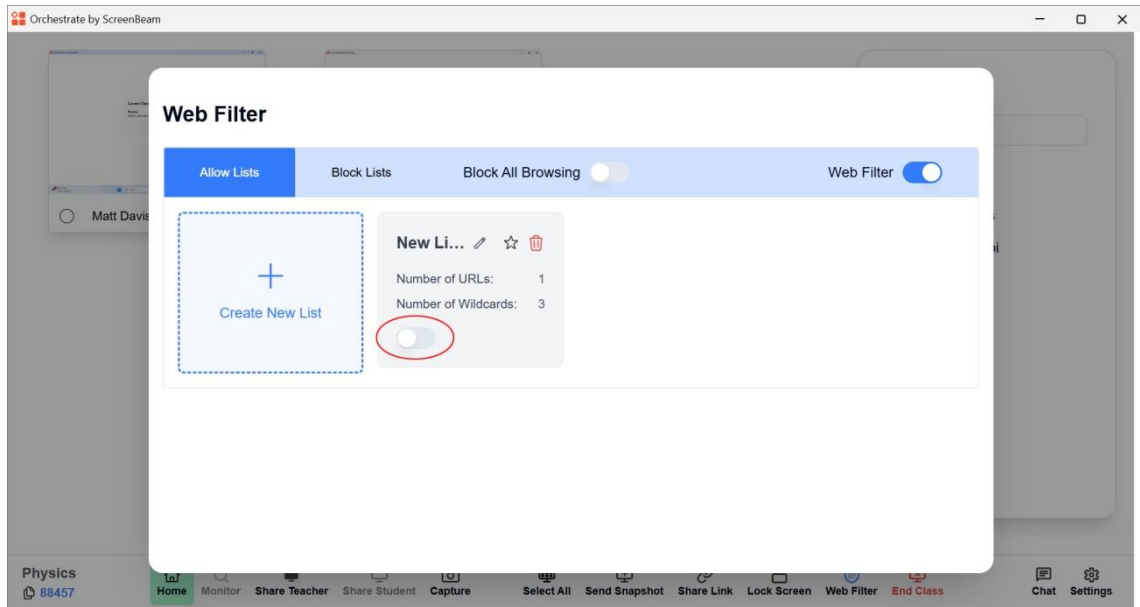 Orchestrate by ScreenBeam
Web Filter
Allow Lists Block Lists Block All Browsing Web Filter
Matt Davis
New Li...
Number of URLs: 1
Number of Wildcards: 3
Create New List
Physics
88457
Home Monitor Share Teacher Share Student Capture Select All Send Snapshot Share Link Lock Screen Web Filter End Class Chat Settings